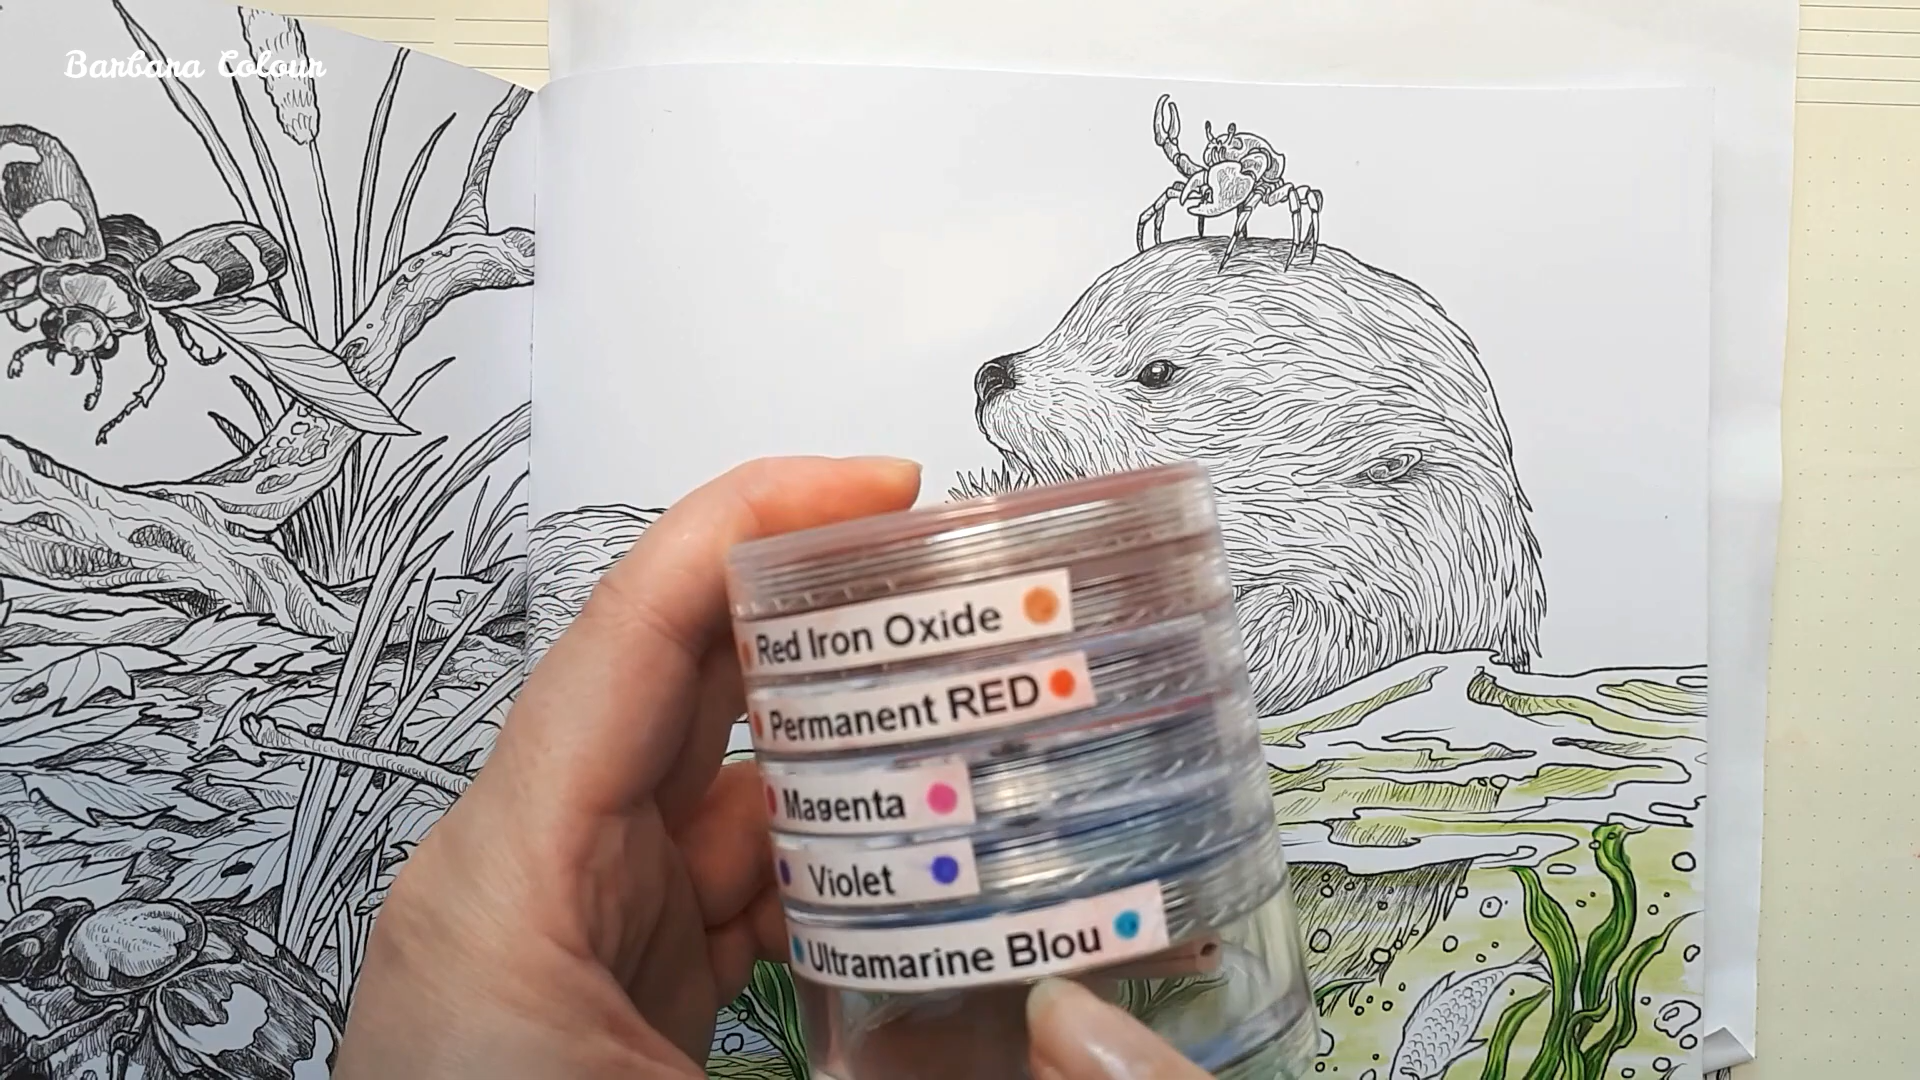 Barbara Colour
Red Iron Oxide
Permanent RED
Magenta
Violet
Ultramarine Blou